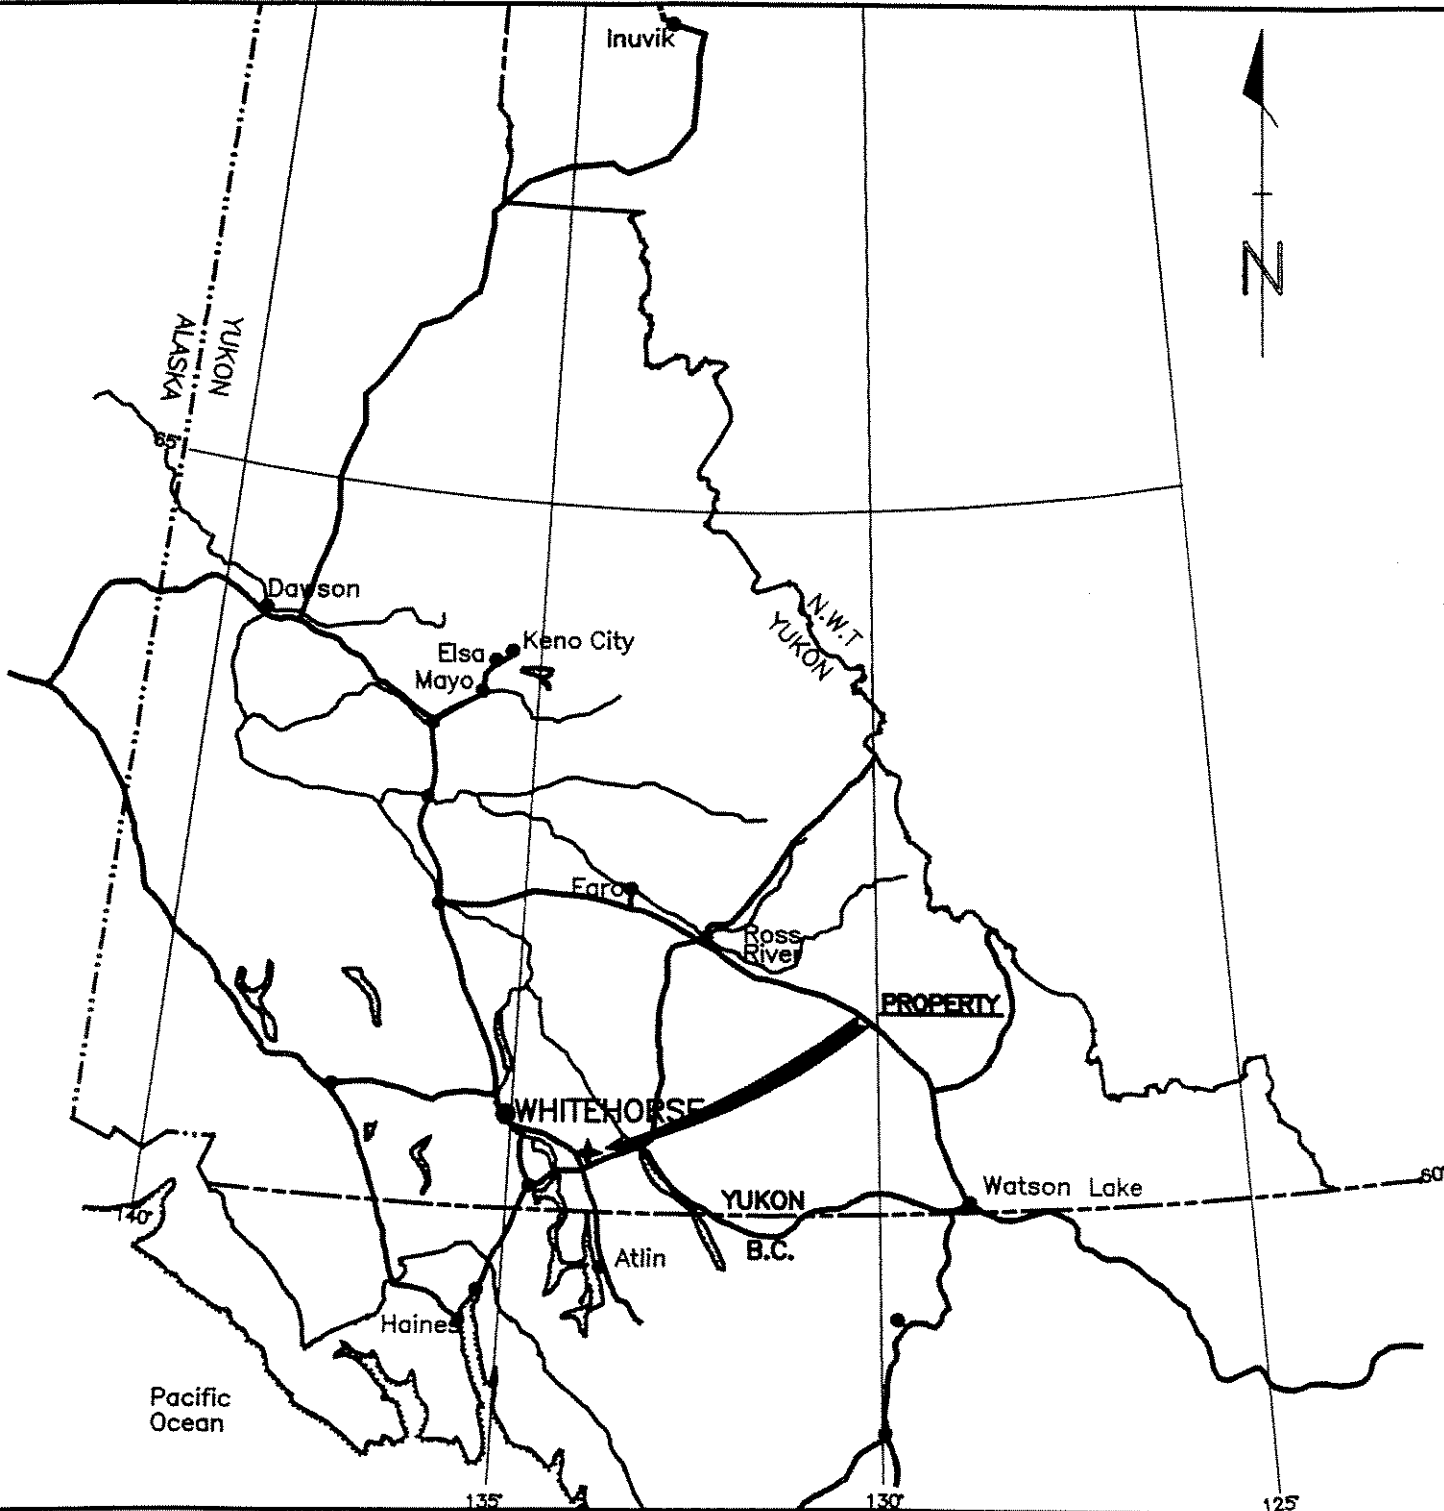 Inuvik
N
YUKON
ALASKA
65°
Dawson
N.W.T
YUKON
Elsa
Keno City
Mayo
Faro
Ross
River
PROPERTY
WHITEHORSE
Watson Lake
60°
YUKON
140°
B.C.
Atlin
Haines
Pacific
Ocean
135°
130°
125°